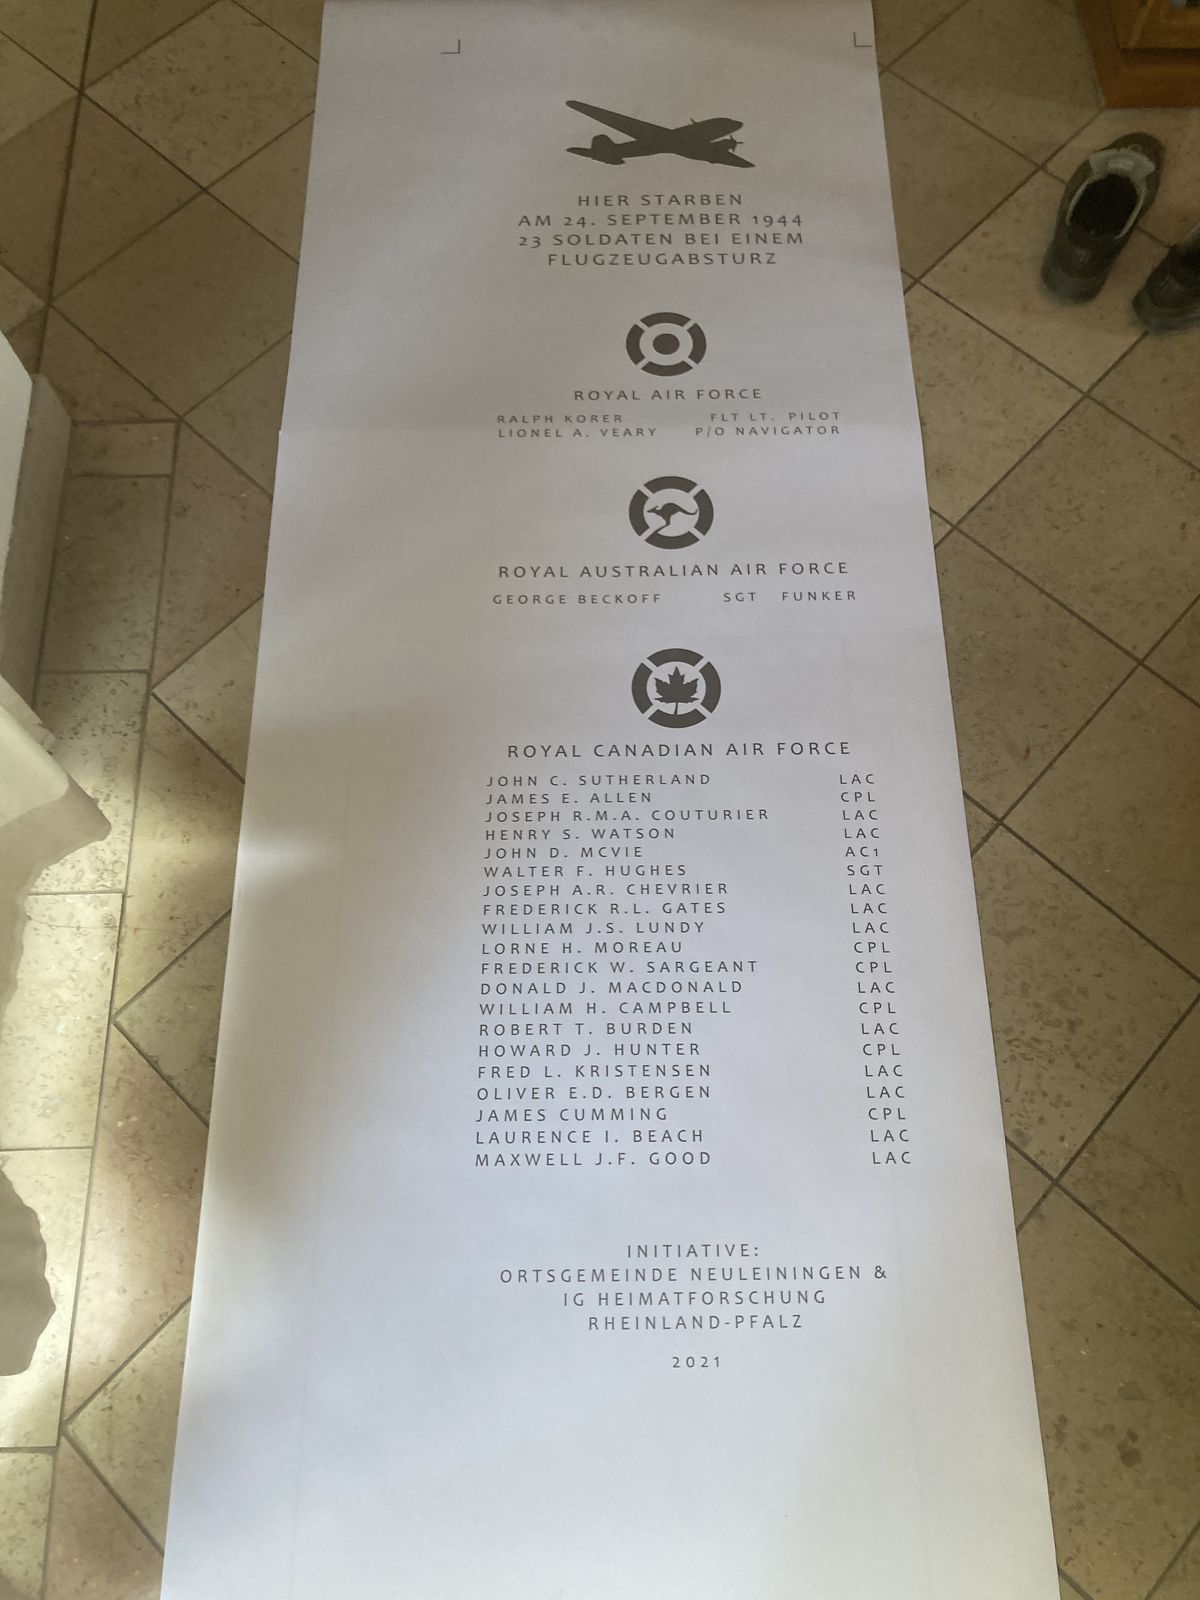 HIER STARBEN
AM 24. SEPTEMBER 1944
23 SOLDATEN BEI EINEM
FLUGZEUGABSTURZ
ROYAL AIR FORCE
RALPH KORER FLT LT. PILOT
LIONEL A. VEARY P/O NAVIGATOR
ROYAL AUSTRALIAN AIR FORCE
GEORGE BECKOFF SGT FUNKER
ROYAL CANADIAN AIR FORCE
JOHN C. SUTHERLAND LAC
JAMES E. ALLEN CPL
JOSEPH R.M.A. COUTURIER LAC
HENRY S. WATSON LAC
JOHN D. MCVIE AC1
WALTER F. HUGHES SGT
JOSEPH A.R. CHEVRIER LAC
FREDERICK R.L. GATES LAC
WILLIAM J.S. LUNDY LAC
LORNE H. MOREAU CPL
FREDERICK W. SARGEANT CPL
DONALD J. MACDONALD LAC
WILLIAM H. CAMPBELL CPL
ROBERT T. BURDEN LAC
HOWARD J. HUNTER CPL
FRED L. KRISTENSEN LAC
OLIVER E.D. BERGEN LAC
JAMES CUMMING CPL
LAURENCE I. BEACH LAC
MAXWELL J.F. GOOD LAC
INITIATIVE:
ORTSGEMEINDE NEULEININGEN &
IG HEIMATFORSCHUNG
RHEINLAND-PFALZ
2021